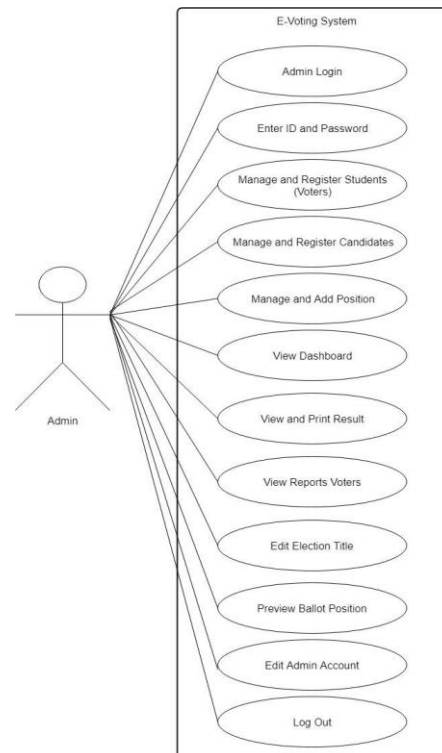 E-Voting System
Admin Login
Enter ID and Password
Manage and Register Students
(Voters)
Manage and Register Candidates
Manage and Add Position
View Dashboard
Admin
View and Print Result
View Reports Voters
Edit Election Title
Preview Ballot Position
Edit Admin Account
Log Out